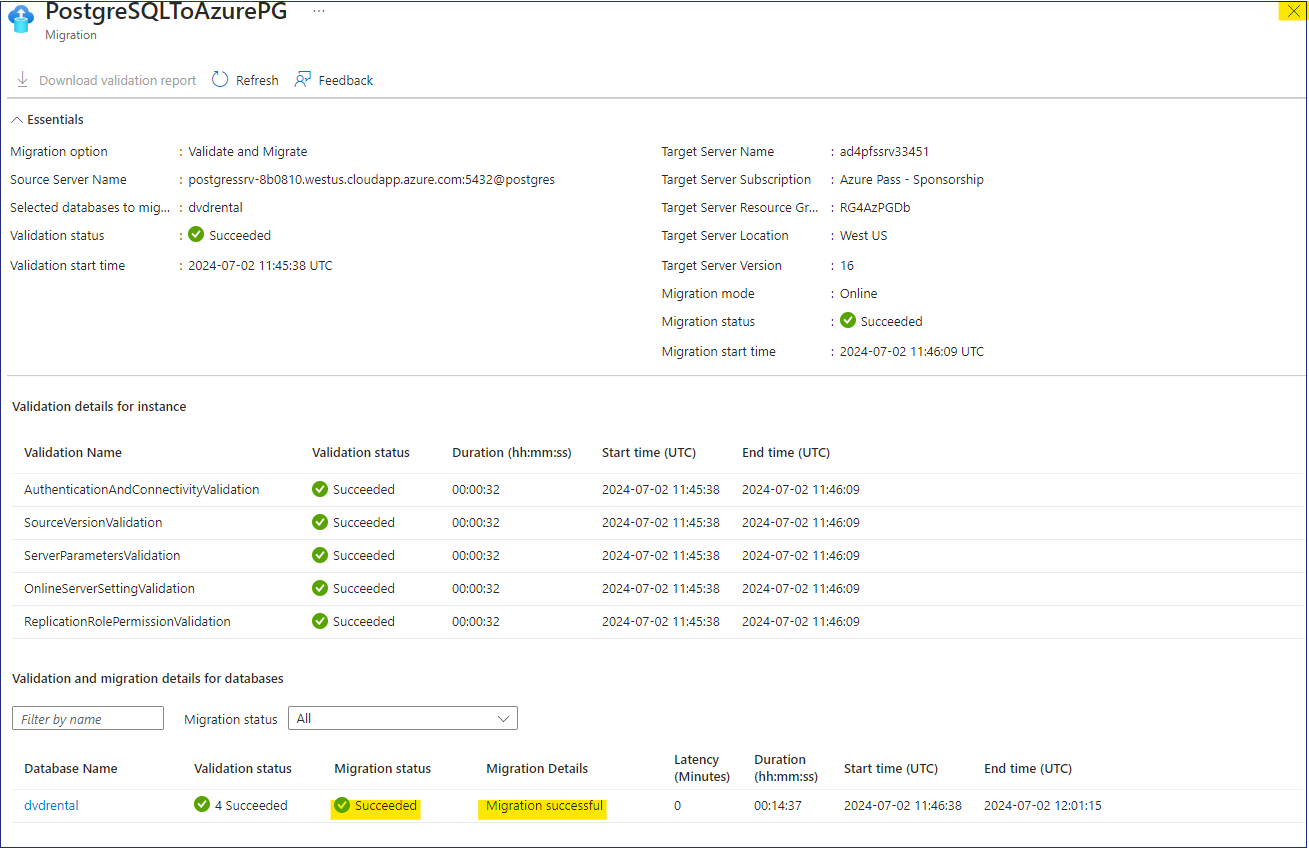 PostgreSQLToAzurePG ...
Migration
Download validation report Refresh Feedback
Essentials
Migration option : Validate and Migrate Target Server Name : ad4pfssrv33451
Source Server Name : postgressrv-8b0810.westus.cloudapp.azure.com:5432@postgres Target Server Subscription : Azure Pass - Sponsorship
Selected databases to mig... : dvdrental Target Server Resource Gr... : RG4AzPGDb
Validation status : Succeeded Target Server Location : West US
Validation start time : 2024-07-02 11:45:38 UTC Target Server Version : 16
Migration mode : Online
Migration status : Succeeded
Migration start time : 2024-07-02 11:46:09 UTC
Validation details for instance
Validation Name Validation status Duration (hh:mm:ss) Start time (UTC) End time (UTC)
AuthenticationAndConnectivityValidation Succeeded 00:00:32 2024-07-02 11:45:38 2024-07-02 11:46:09
SourceVersionValidation Succeeded 00:00:32 2024-07-02 11:45:38 2024-07-02 11:46:09
ServerParametersValidation Succeeded 00:00:32 2024-07-02 11:45:38 2024-07-02 11:46:09
OnlineServerSettingValidation Succeeded 00:00:32 2024-07-02 11:45:38 2024-07-02 11:46:09
ReplicationRolePermissionValidation Succeeded 00:00:32 2024-07-02 11:45:38 2024-07-02 11:46:09
Validation and migration details for databases
Filter by name Migration status All
Database Name Validation status Migration status Migration Details Latency (Minutes) Duration (hh:mm:ss) Start time (UTC) End time (UTC)
dvdrental 4 Succeeded Succeeded Migration successful 0 00:14:37 2024-07-02 11:46:38 2024-07-02 12:01:15